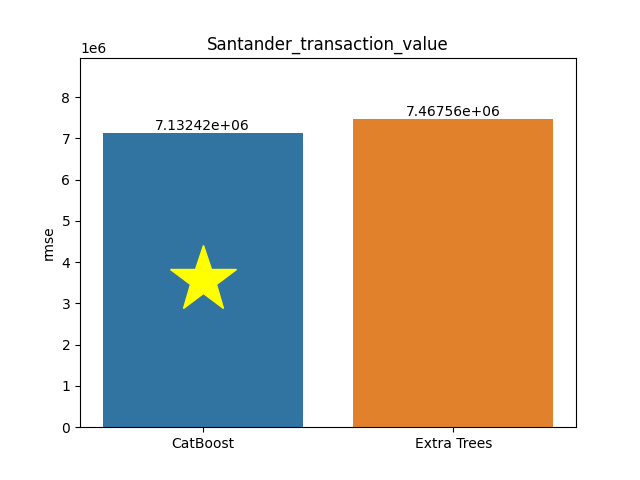 Santander_transaction_value
1e6
8
7
6
5
4
3
2
1
0
rmse
7.13242e+06
7.46756e+06
CatBoost
Extra Trees